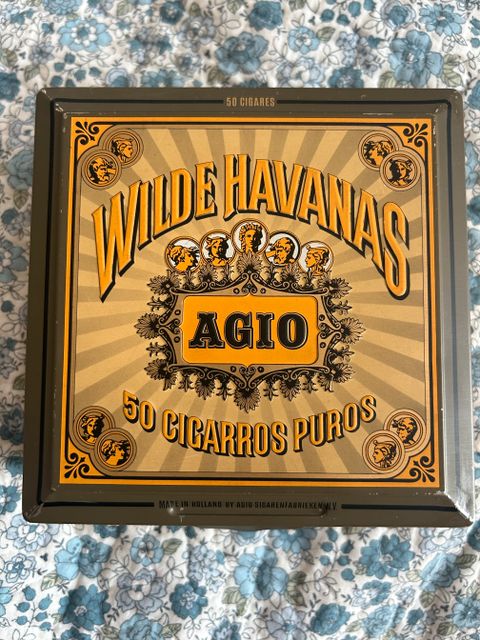 50 CIGARES
WILDE HAVANAS
AGIO
50 CIGARROS PUROS
MADE IN HOLLAND BY AGIO SIGARENFABRIEKEN N.V.